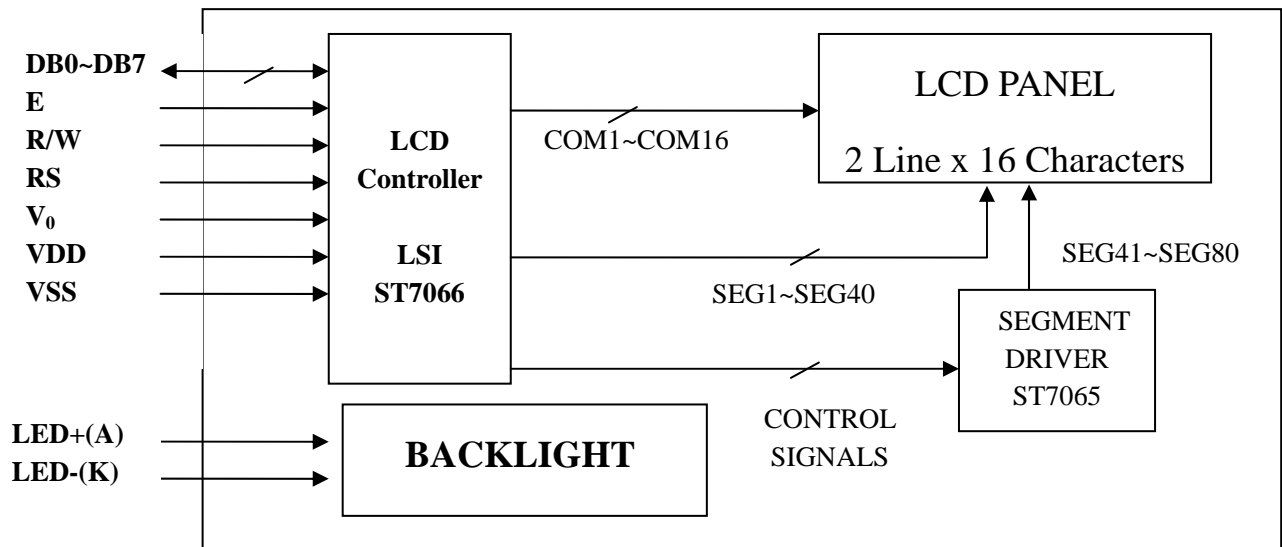 DB0~DB7
E
R/W
RS
V₀
VDD
VSS
LED+(A)
LED-(K)
LCD
Controller
LSI
ST7066
COM1~COM16
SEG1~SEG40
CONTROL
SIGNALS
LCD PANEL
2 Line x 16 Characters
SEG41~SEG80
SEGMENT
DRIVER
ST7065
BACKLIGHT